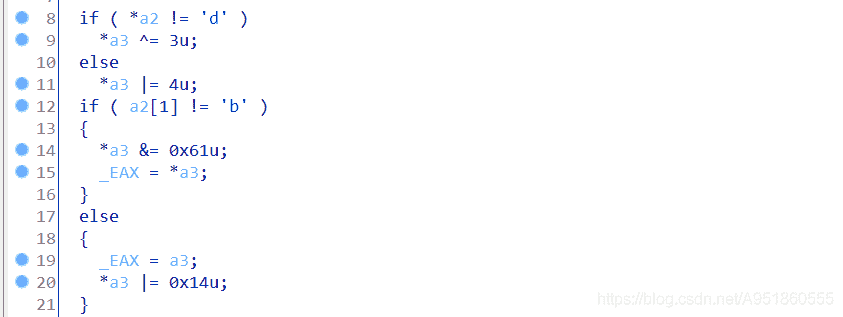 8 if ( *a2 != 'd' )
9 *a3 ^= 3u;
10 else
11 *a3 |= 4u;
12 if ( a2[1] != 'b' )
13 {
14 *a3 &= 0x61u;
15 _EAX = *a3;
16 }
17 else
18 {
19 _EAX = a3;
20 *a3 |= 0x14u;
21 }
https://blog.csdn.net/A951860555